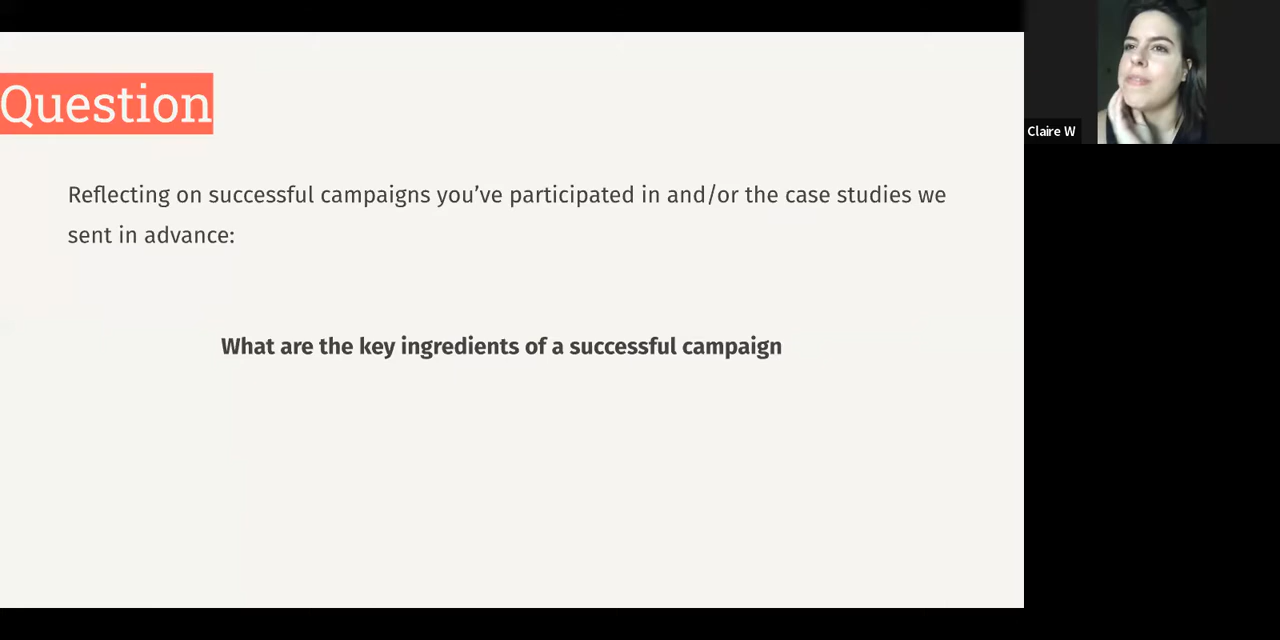 Question
Reflecting on successful campaigns you’ve participated in and/or the case studies we
sent in advance:
What are the key ingredients of a successful campaign
Claire W